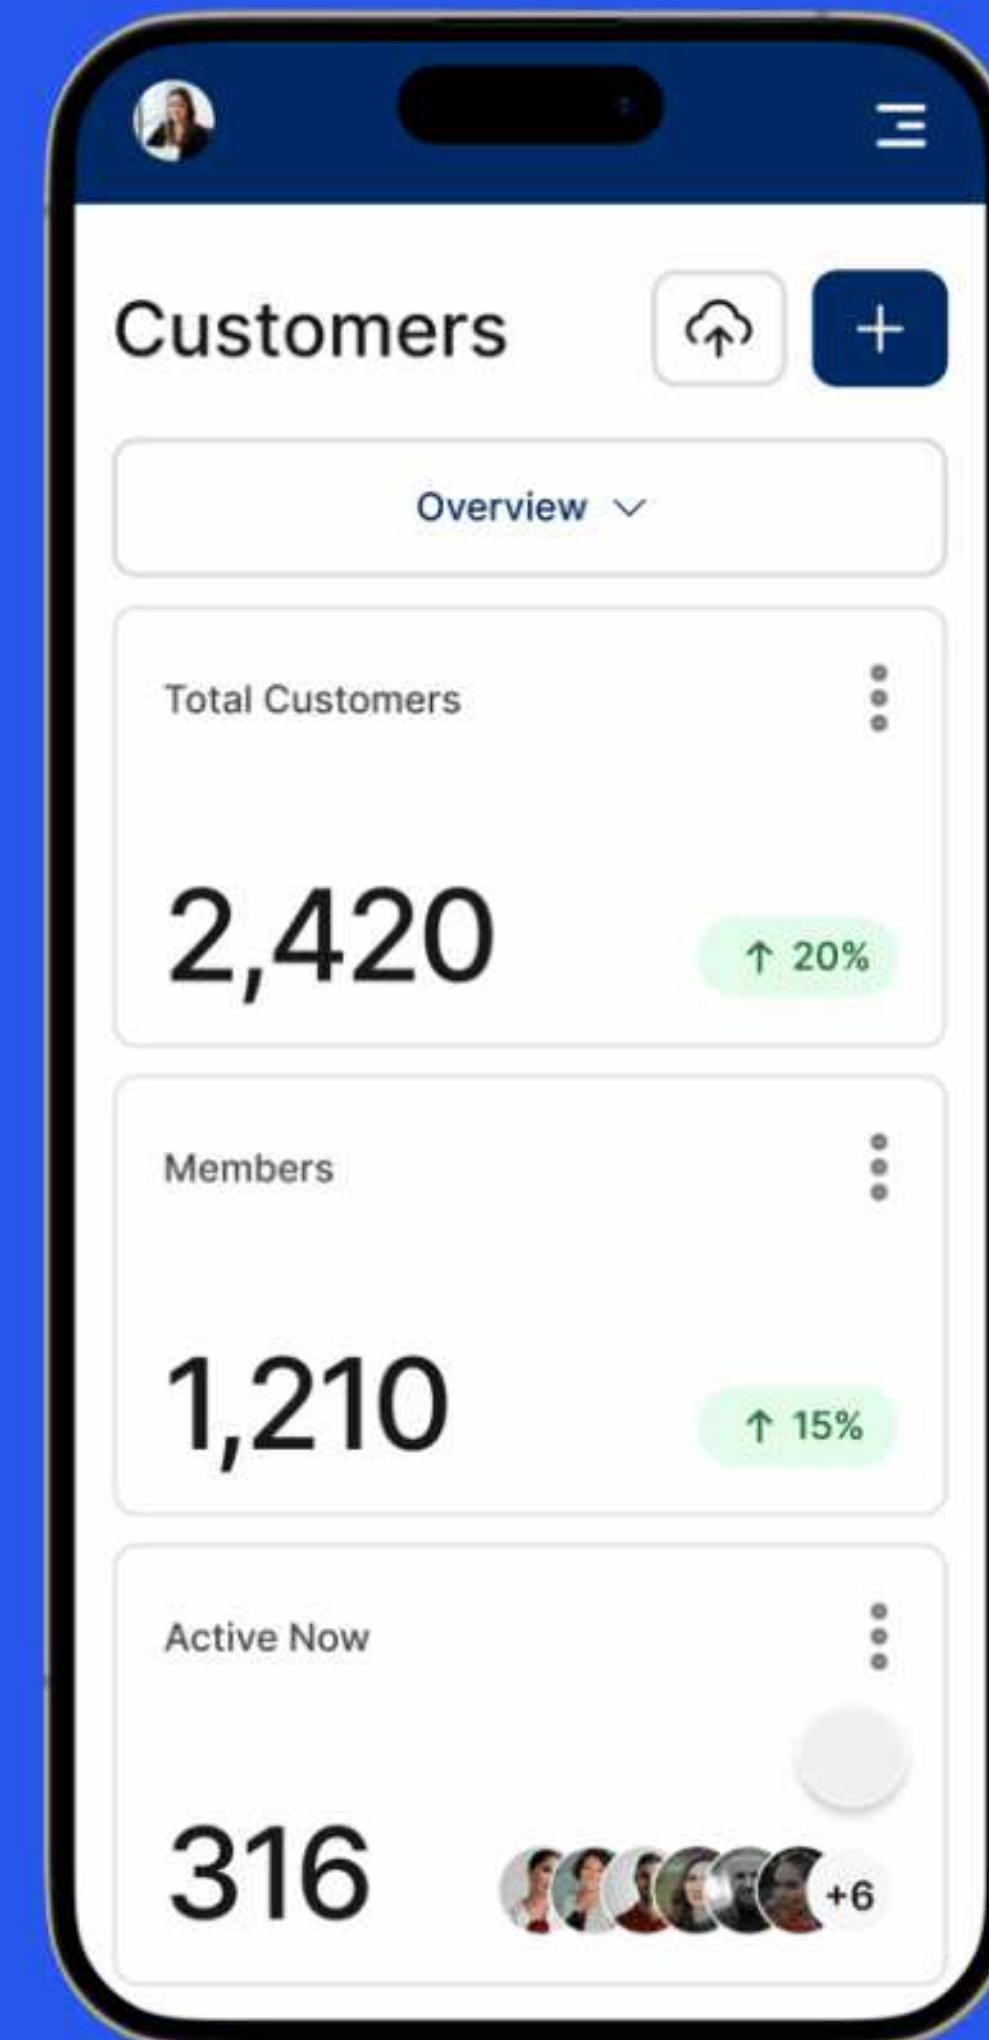 Customers
Overview
Total Customers
2,420
↑ 20%
Members
1,210
↑ 15%
Active Now
316
+6